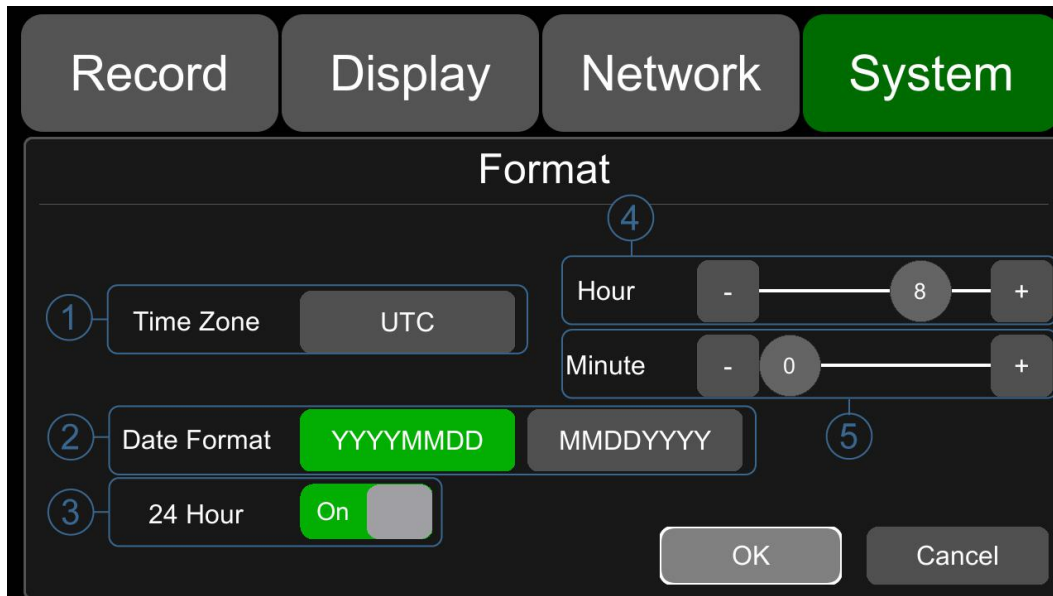 Record Display Network System
Format
4
Hour - 8 +
1 Time Zone UTC
Minute - 0 +
2 Date Format YYYYMMDD MMDDYYYY 5
3 24 Hour On
OK Cancel